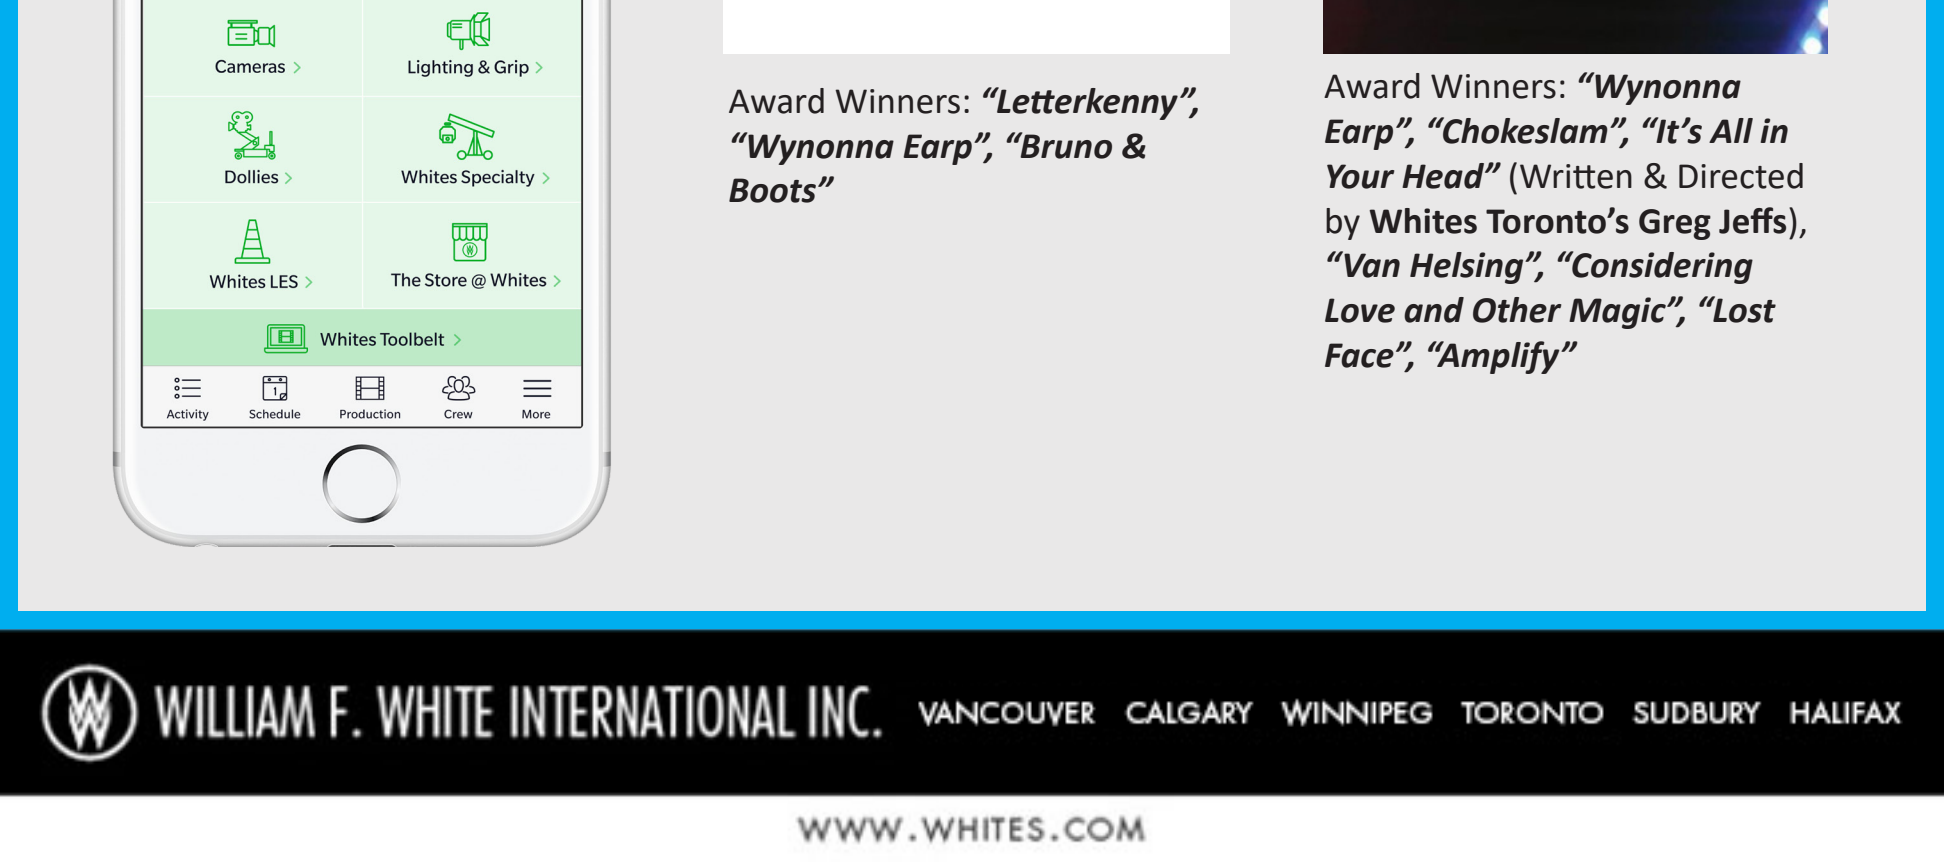 Cameras >
Lighting & Grip >
Dollies >
Whites Specialty >
Whites LES >
The Store @ Whites >
Whites Toolbelt >
1
Activity
Schedule
Production
Crew
More
Award Winners: “Letterkenny”,
“Wynonna Earp”, “Bruno &
Boots”
Award Winners: “Wynonna
Earp”, “Chokeslam”, “It’s All in
Your Head” (Written & Directed
by Whites Toronto’s Greg Jeffs),
“Van Helsing”, “Considering
Love and Other Magic”, “Lost
Face”, “Amplify”
W WILLIAM F. WHITE INTERNATIONAL INC. VANCOUVER CALGARY WINNIPEG TORONTO SUDBURY HALIFAX
WWW.WHITES.COM